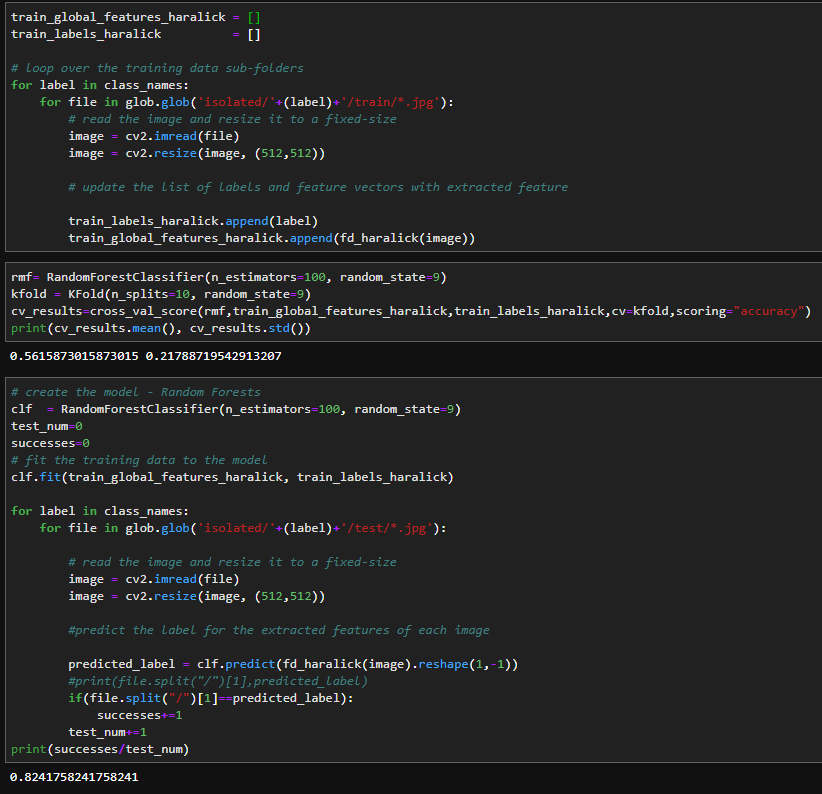 train_global_features_haralick = []
train_labels_haralick          = []
# loop over the training data sub-folders
for label in class_names:
    for file in glob.glob('isolated/'+(label)+'/train/*.jpg'):
        # read the image and resize it to a fixed-size
        image = cv2.imread(file)
        image = cv2.resize(image, (512,512))
        # update the list of labels and feature vectors with extracted feature
        train_labels_haralick.append(label)
        train_global_features_haralick.append(fd_haralick(image))
rmf= RandomForestClassifier(n_estimators=100, random_state=9)
kfold = KFold(n_splits=10, random_state=9)
cv_results=cross_val_score(rmf,train_global_features_haralick,train_labels_haralick,cv=kfold,scoring="accuracy")
print(cv_results.mean(), cv_results.std())
0.5615873015873015 0.21788719542913207
# create the model - Random Forests
clf  = RandomForestClassifier(n_estimators=100, random_state=9)
test_num=0
successes=0
# fit the training data to the model
clf.fit(train_global_features_haralick, train_labels_haralick)
for label in class_names:
    for file in glob.glob('isolated/'+(label)+'/test/*.jpg'):
        # read the image and resize it to a fixed-size
        image = cv2.imread(file)
        image = cv2.resize(image, (512,512))
        #predict the label for the extracted features of each image
        predicted_label = clf.predict(fd_haralick(image).reshape(1,-1))
        #print(file.split("/")[1],predicted_label)
        if(file.split("/")[1]==predicted_label):
            successes+=1
        test_num+=1
print(successes/test_num)
0.8241758241758241